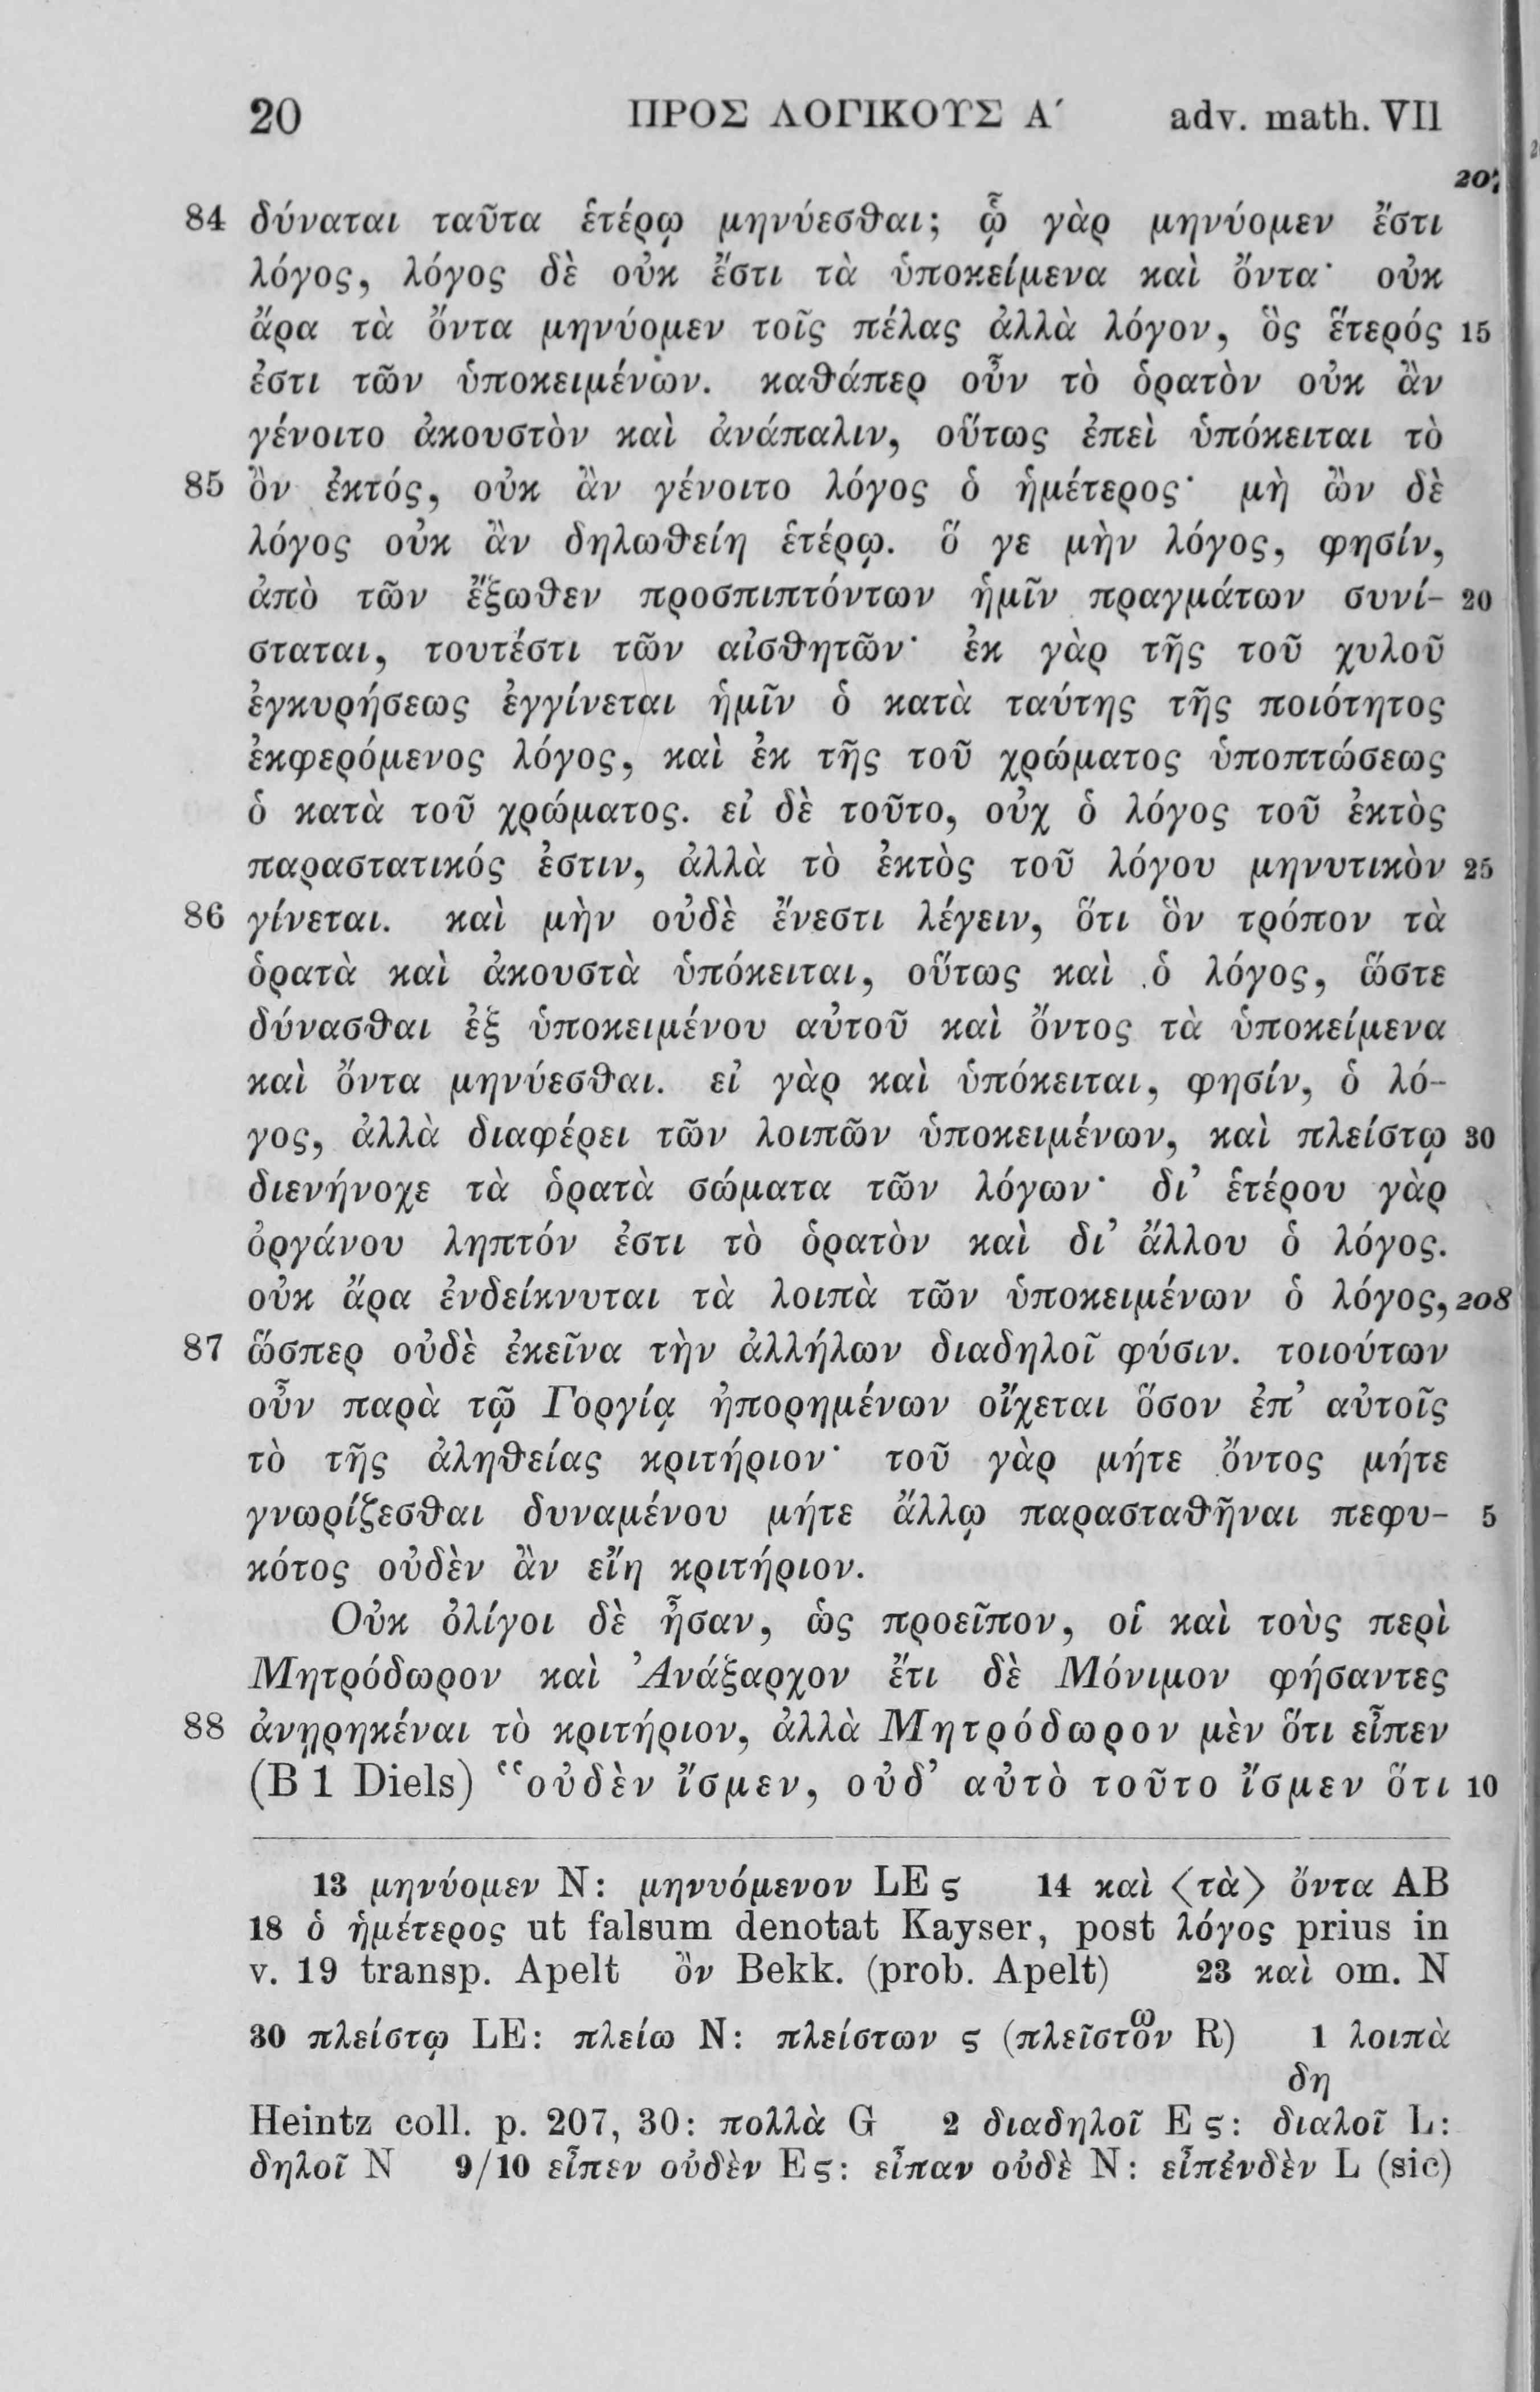 20 ΠΡΟΣ ΛΟΓΙΚΟΥΣ Α´ adv. math. VII
207
84 δύναται ταῦτα ἑτέρῳ μηνύεσθαι; ᾧ γὰρ μηνύομεν ἔστι
λόγος, λόγος δὲ οὐκ ἔστι τὰ ὑποκείμενα καὶ ὄντα· οὐκ
ἄρα τὰ ὄντα μηνύομεν τοῖς πέλας ἀλλὰ λόγον, ὃς ἕτερός 15
ἐστι τῶν ὑποκειμένων. καθάπερ οὖν τὸ ὁρατὸν οὐκ ἂν
γένοιτο ἀκουστὸν καὶ ἀνάπαλιν, οὕτως ἐπεὶ ὑπόκειται τὸ
85 ὂν ἐκτός, οὐκ ἂν γένοιτο λόγος ὁ ἡμέτερος· μὴ ὢν δὲ
λόγος οὐκ ἂν δηλωθείη ἑτέρῳ. ὅ γε μὴν λόγος, φησίν,
ἀπὸ τῶν ἔξωθεν προσπιπτόντων ἡμῖν πραγμάτων συνί- 20
σταται, τουτέστι τῶν αἰσθητῶν· ἐκ γὰρ τῆς τοῦ χυλοῦ
ἐγκυρήσεως ἐγγίνεται ἡμῖν ὁ κατὰ ταύτης τῆς ποιότητος
ἐκφερόμενος λόγος, καὶ ἐκ τῆς τοῦ χρώματος ὑποπτώσεως
ὁ κατὰ τοῦ χρώματος. εἰ δὲ τοῦτο, οὐχ ὁ λόγος τοῦ ἐκτὸς
παραστατικός ἐστιν, ἀλλὰ τὸ ἐκτὸς τοῦ λόγου μηνυτικὸν 25
86 γίνεται. καὶ μὴν οὐδὲ ἔνεστι λέγειν, ὅτι ὃν τρόπον τὰ
ὁρατὰ καὶ ἀκουστὰ ὑπόκειται, οὕτως καὶ ὁ λόγος, ὥστε
δύνασθαι ἐξ ὑποκειμένου αὐτοῦ καὶ ὄντος τὰ ὑποκείμενα
καὶ ὄντα μηνύεσθαι. εἰ γὰρ καὶ ὑπόκειται, φησίν, ὁ λό-
γος, ἀλλὰ διαφέρει τῶν λοιπῶν ὑποκειμένων, καὶ πλείστῳ 30
διενήνοχε τὰ ὁρατὰ σώματα τῶν λόγων· δι’ ἑτέρου γὰρ
ὀργάνου ληπτόν ἐστι τὸ ὁρατὸν καὶ δι’ ἄλλου ὁ λόγος.
οὐκ ἄρα ἐνδείκνυται τὰ λοιπὰ τῶν ὑποκειμένων ὁ λόγος, 208
87 ὥσπερ οὐδὲ ἐκεῖνα τὴν ἀλλήλων διαδηλοῖ φύσιν. τοιούτων
οὖν παρὰ τῷ Γοργίᾳ ἠπορημένων οἴχεται ὅσον ἐπ’ αὐτοῖς
τὸ τῆς ἀληθείας κριτήριον· τοῦ γὰρ μήτε ὄντος μήτε
γνωρίζεσθαι δυναμένου μήτε ἄλλῳ παρασταθῆναι πεφυ- 5
κότος οὐδὲν ἂν εἴη κριτήριον.
Οὐκ ὀλίγοι δὲ ἦσαν, ὡς προεῖπον, οἳ καὶ τοὺς περὶ
Μητρόδωρον καὶ Ἀνάξαρχον ἔτι δὲ Μόνιμον φήσαντες
88 ἀνῃρηκέναι τὸ κριτήριον, ἀλλὰ Μητρόδωρον μὲν ὅτι εἶπεν
(B 1 Diels) “οὐδὲν ἴσμεν, οὐδ’ αὐτὸ τοῦτο ἴσμεν ὅτι 10
13 μηνύομεν N: μηνυόμενον LE ς 14 καὶ ⟨τὰ⟩ ὄντα AB
18 ὁ ἡμέτερος ut falsum denotat Kayser, post λόγος prius in
v. 19 transp. Apelt ὂν Bekk. (prob. Apelt) 23 καὶ om. N
30 πλείστῳ LE: πλείω N: πλείστων ς (πλεῖστο͂ν R) 1 λοιπὰ
δη
Heintz coll. p. 207, 30: πολλὰ G 2 διαδηλοῖ E ς: διαλοῖ L:
δηλοῖ N 9/10 εἶπεν οὐδὲν E ς: εἶπαν οὐδὲ N: εἶπἐνδὲν L (sic)